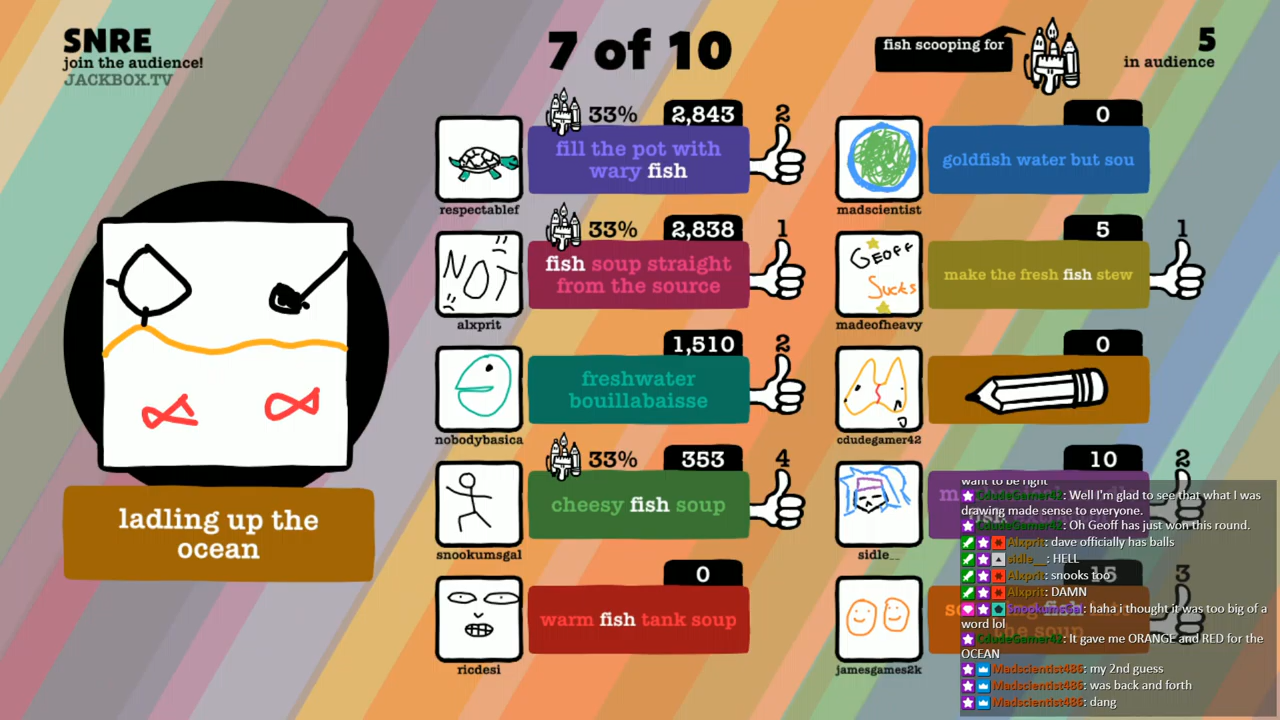 SNRE
join the audience!
JACKBOX.TV
7 of 10
fish scooping for
5
in audience
ladling up the
ocean
33% 2,843 2
fill the pot with
wary fish
respectablef
33% 2,838 1
fish soup straight
from the source
NOT
alxprit
1,510 2
freshwater
bouillabaisse
nobodybasica
33% 353 4
cheesy fish soup
snookumsgal
0
warm fish tank soup
ricdesi
0
goldfish water but sou
madscientist
5 1
make the fresh fish stew
GEOFF
Sucks
madeofheavy
0
cdudegamer42
10 2
sidle__
15 3
the soup
jamesgames2k
want to be right
CdudeGamer42: Well I'm glad to see that what I was
drawing made sense to everyone.
CdudeGamer42: Oh Geoff has just won this round.
Alxprit: dave officially has balls
sidle__: HELL
Alxprit: snooks too
Alxprit: DAMN
SnookumsGal: haha i thought it was too big of a
word lol
CdudeGamer42: It gave me ORANGE and RED for the
OCEAN
Madscientist486: my 2nd guess
Madscientist486: was back and forth
Madscientist486: dang